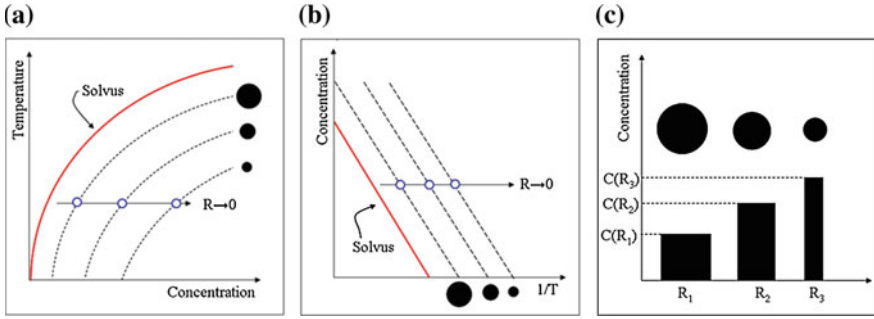 (a)
Temperature
Solvus
R→0
Concentration
(b)
Concentration
R→0
Solvus
1/T
(c)
Concentration
C(R3)
C(R2)
C(R1)
R1
R2
R3